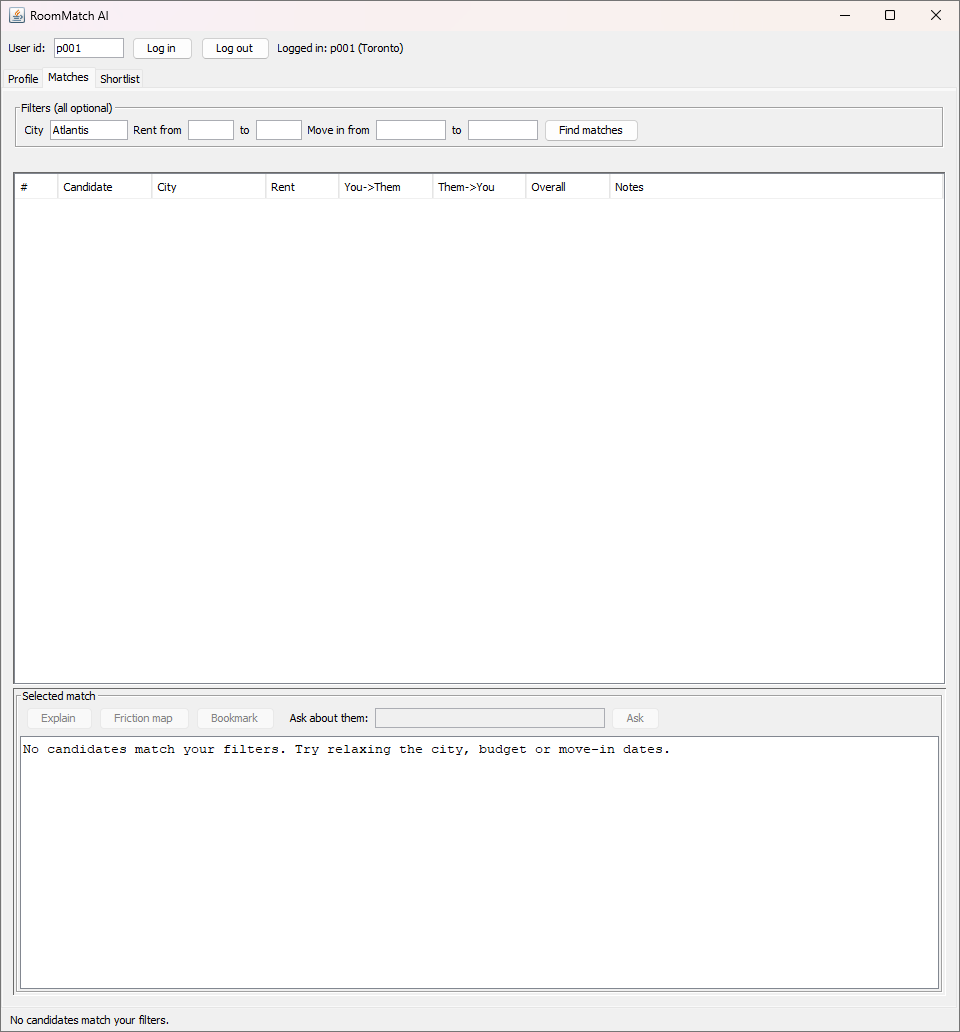 RoomMatch AI
User id: p001 Log in Log out Logged in: p001 (Toronto)
Profile Matches Shortlist
Filters (all optional)
City Atlantis Rent from to Move in from to Find matches
# Candidate City Rent You->Them Them->You Overall Notes
Selected match
Explain Friction map Bookmark Ask about them: Ask
No candidates match your filters. Try relaxing the city, budget or move-in dates.
No candidates match your filters.